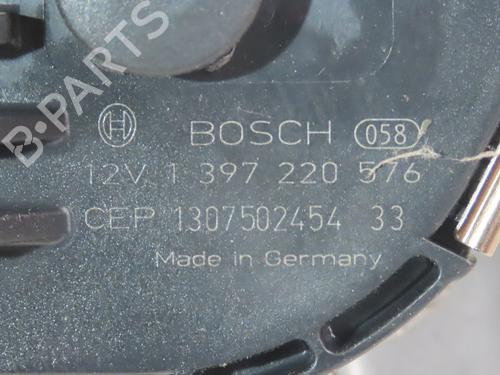 B-PARTS
BOSCH 058
12V 1 397 220 576
CEP 1307502454 33
Made in Germany